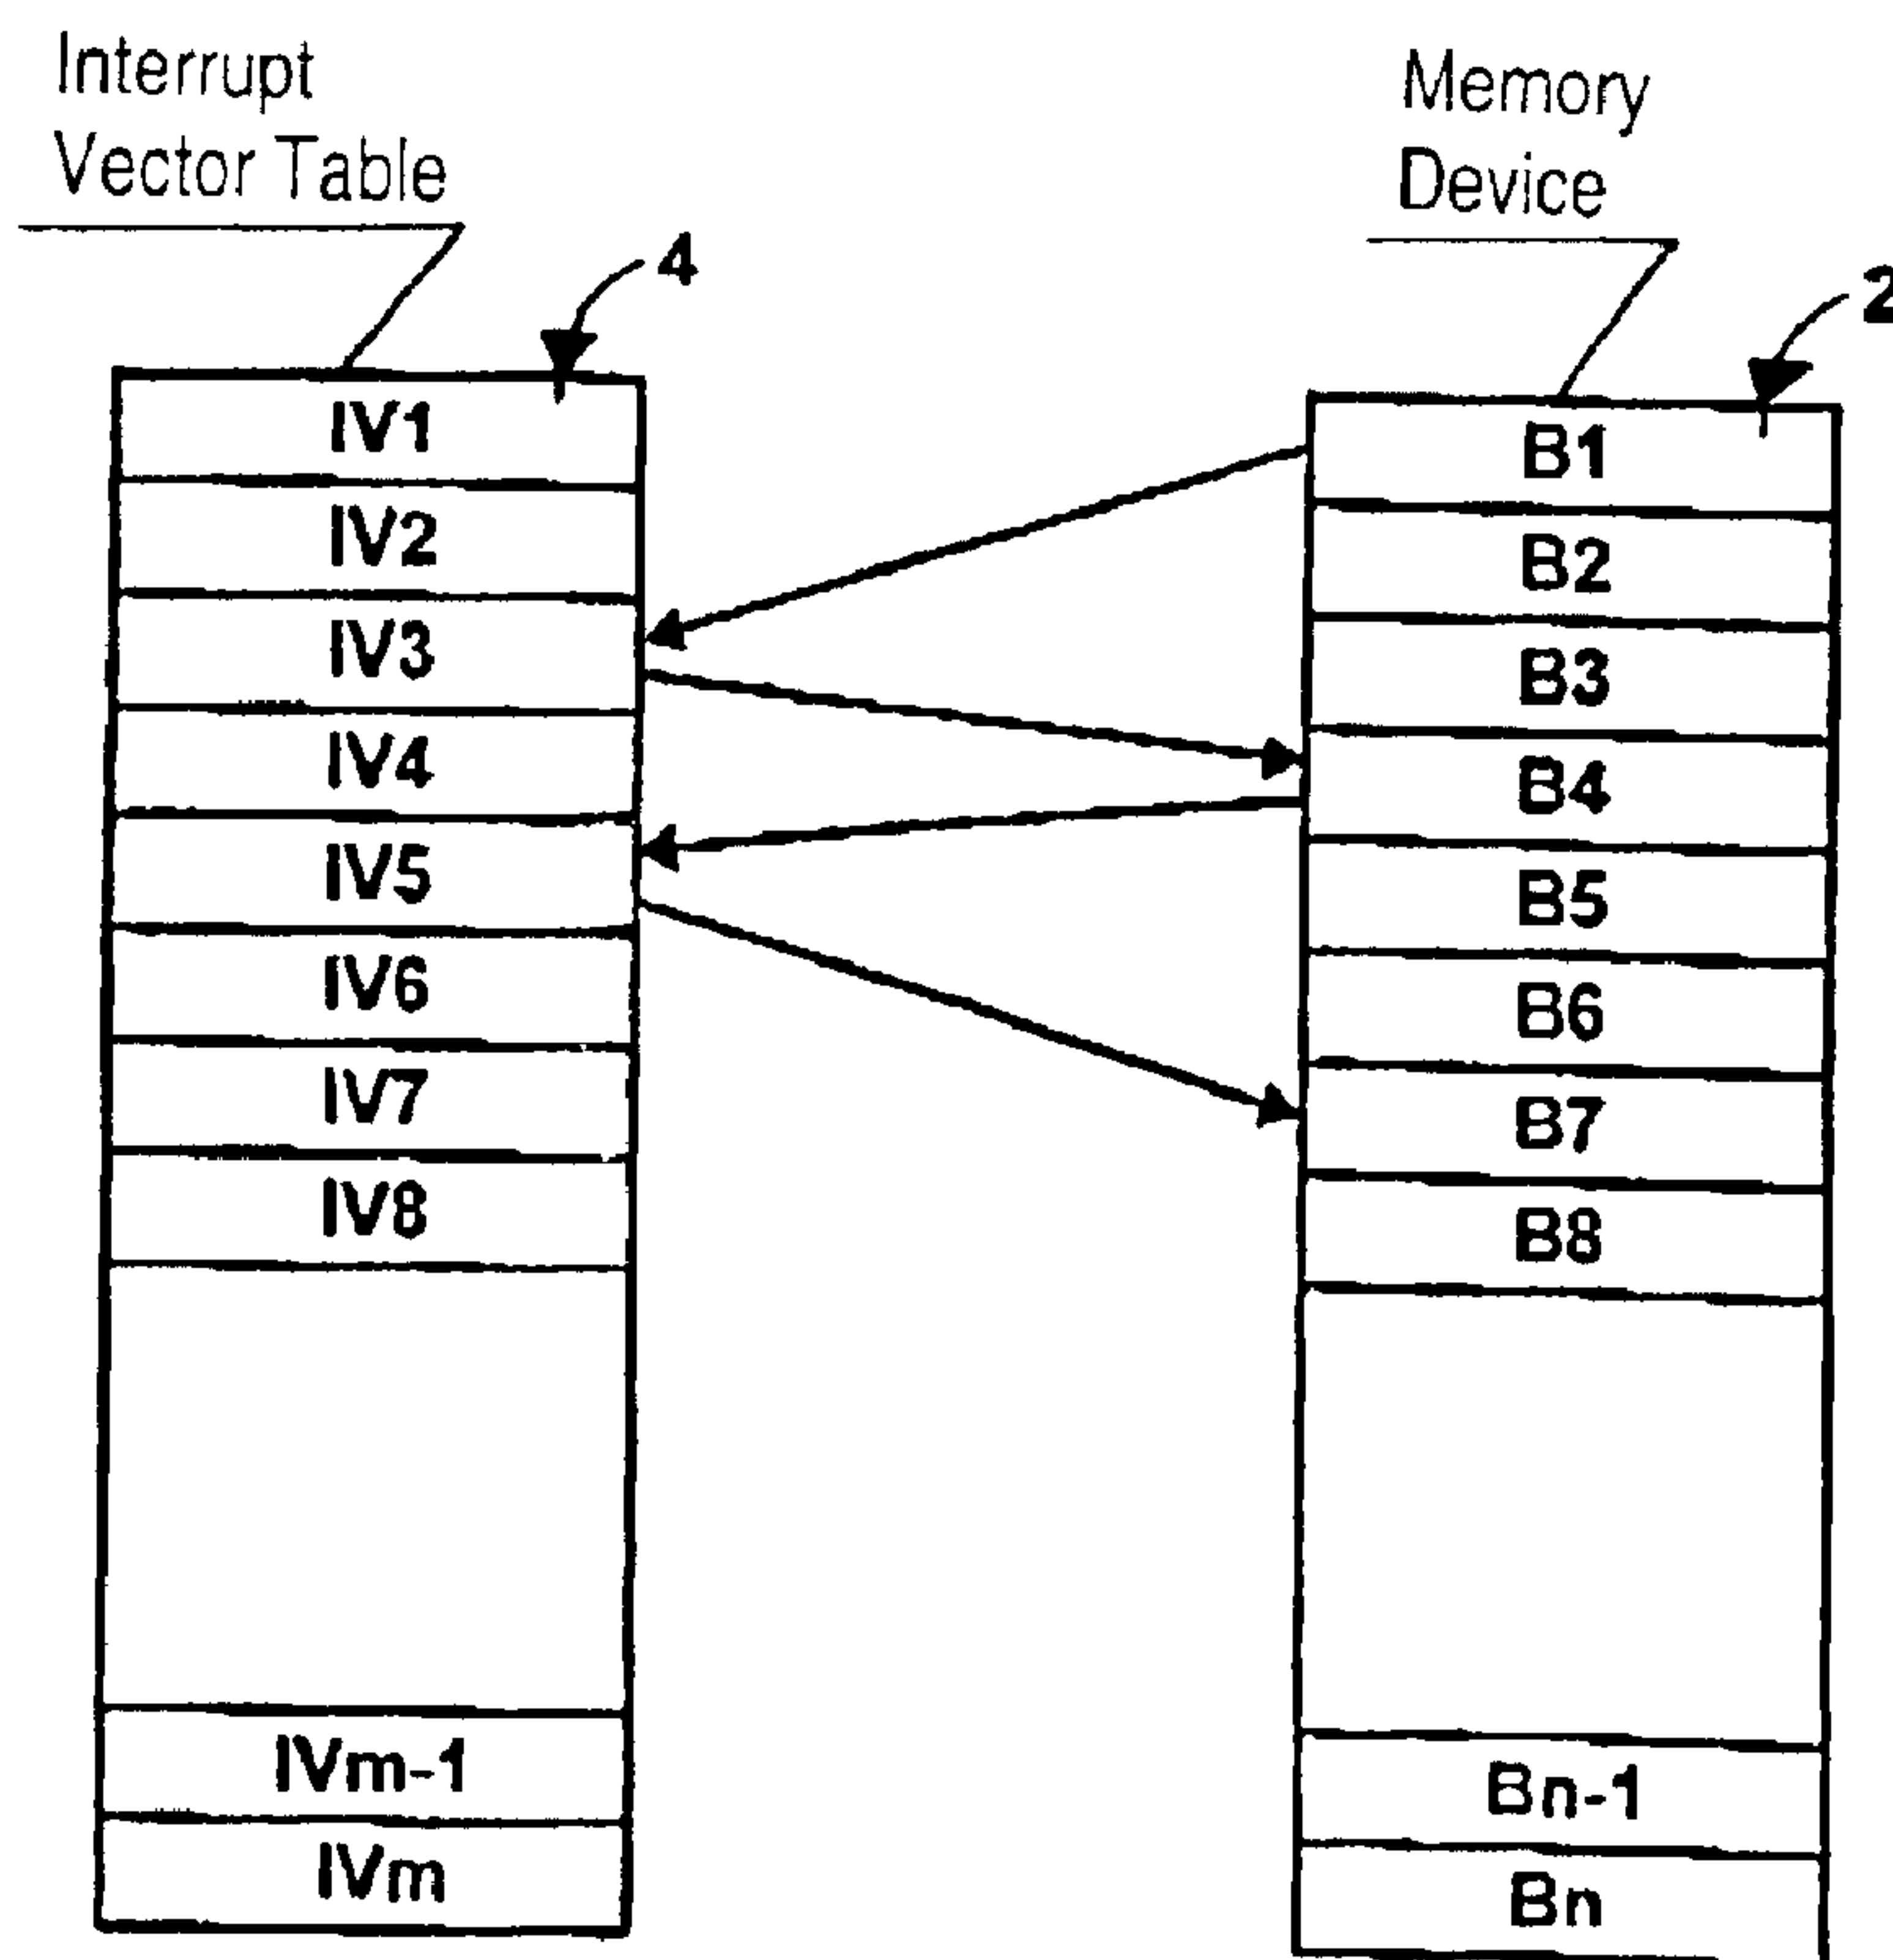 Interrupt
Vector Table
4
IV1
IV2
IV3
IV4
IV5
IV6
IV7
IV8
IVm-1
IVm
Memory
Device
2
B1
B2
B3
B4
B5
B6
B7
B8
Bn-1
Bn